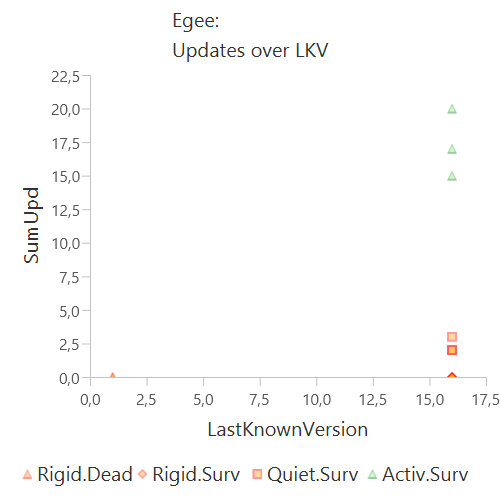 Egee:
Updates over LKV
22,5
20,0
17,5
15,0
12,5
10,0
7,5
5,0
2,5
0,0
SumUpd
0,0 2,5 5,0 7,5 10,0 12,5 15,0 17,5
LastKnownVersion
Rigid.Dead Rigid.Surv Quiet.Surv Activ.Surv